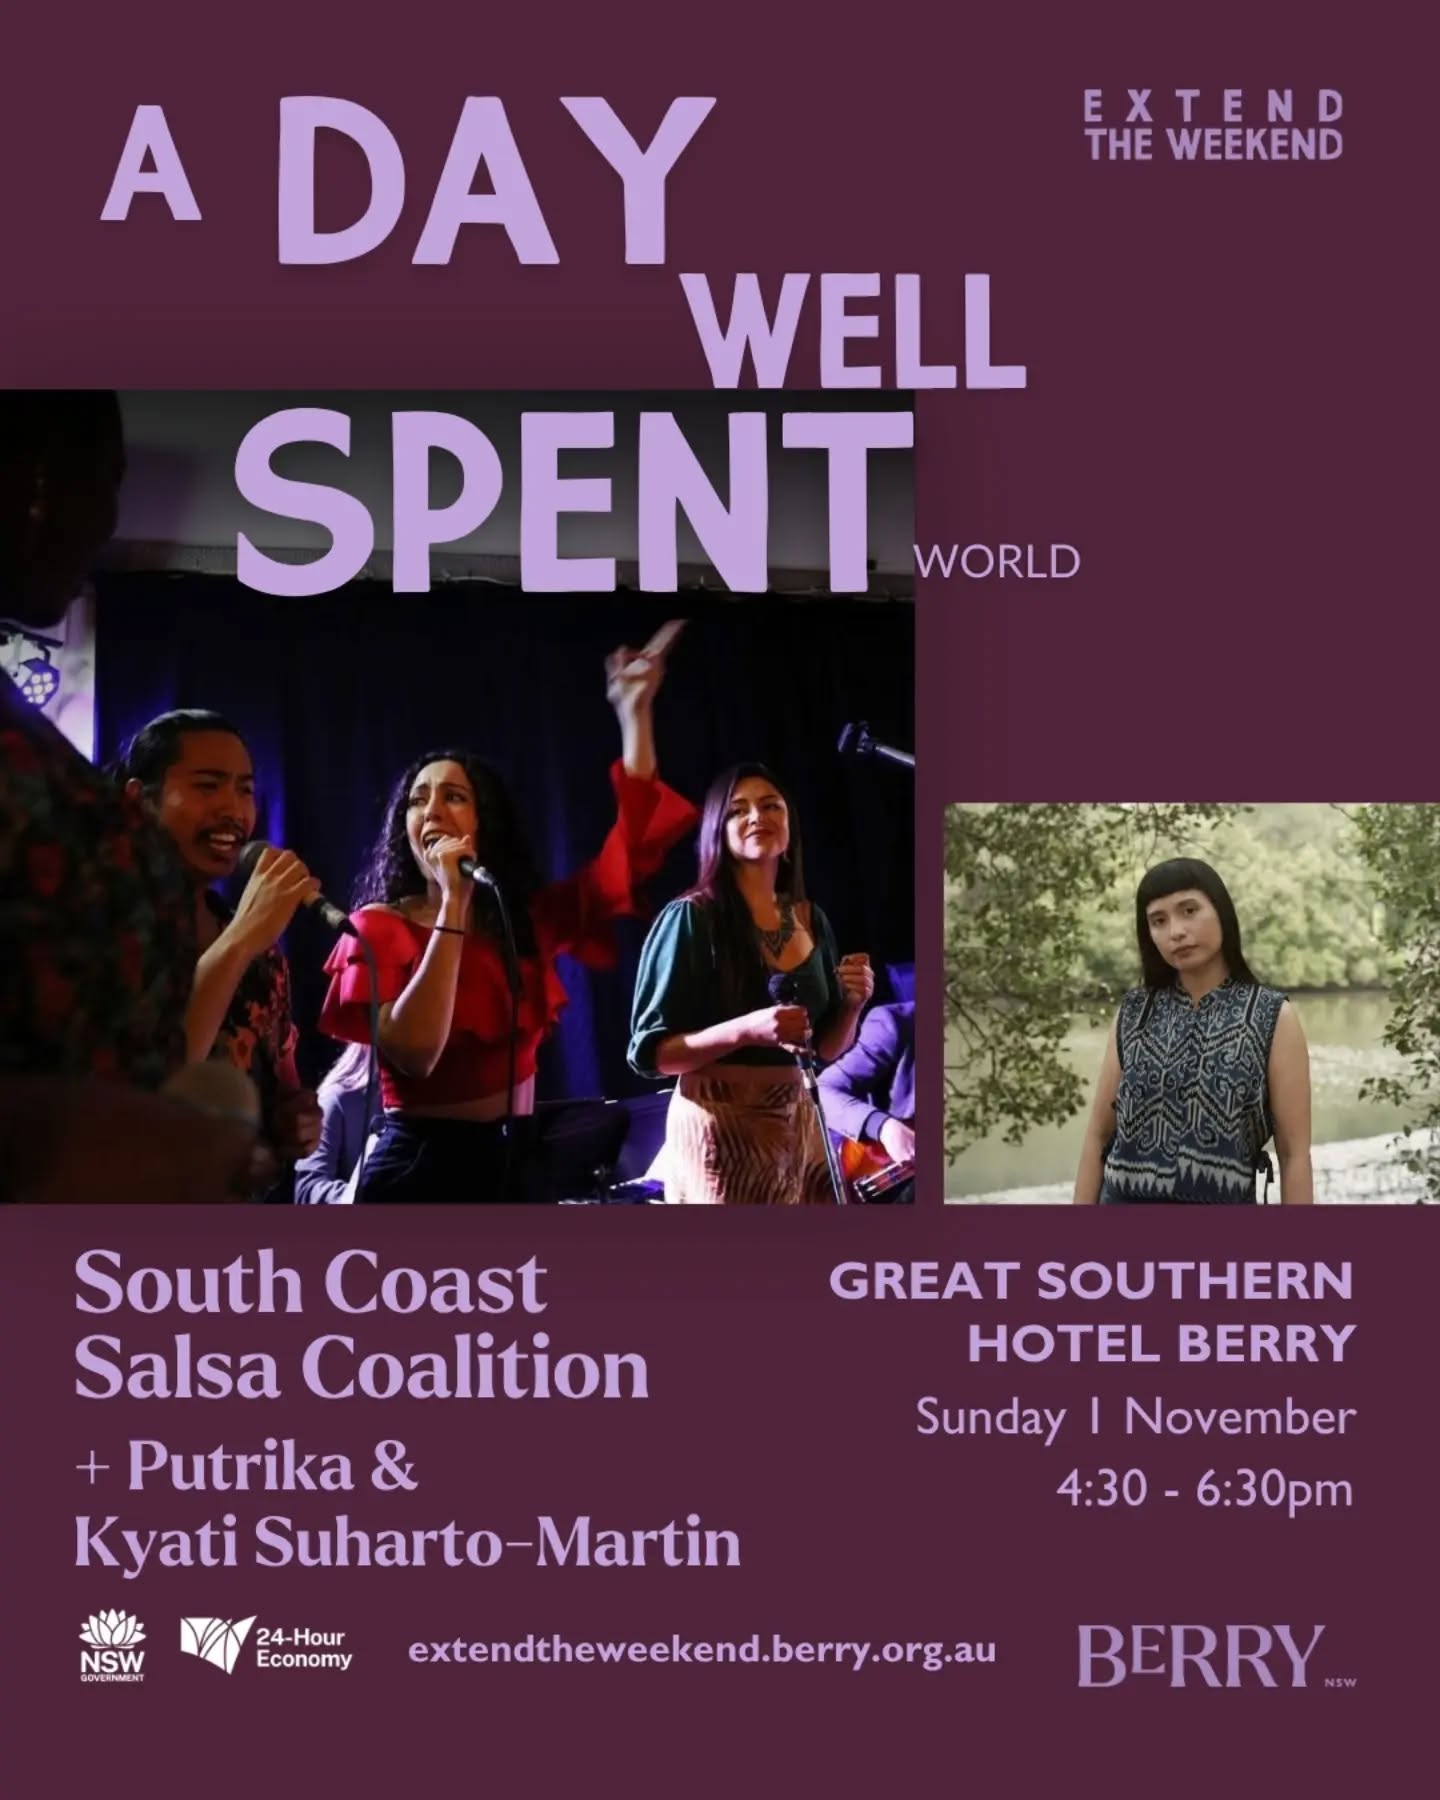 A DAY
WELL
SPENT
WORLD
EXTEND
THE WEEKEND
South Coast
Salsa Coalition
+ Putrika &
Kyati Suharto-Martin
GREAT SOUTHERN
HOTEL BERRY
Sunday 1 November
4:30 - 6:30pm
NSW
GOVERNMENT
24-Hour
Economy
extendtheweekend.berry.org.au
BERRY
NSW